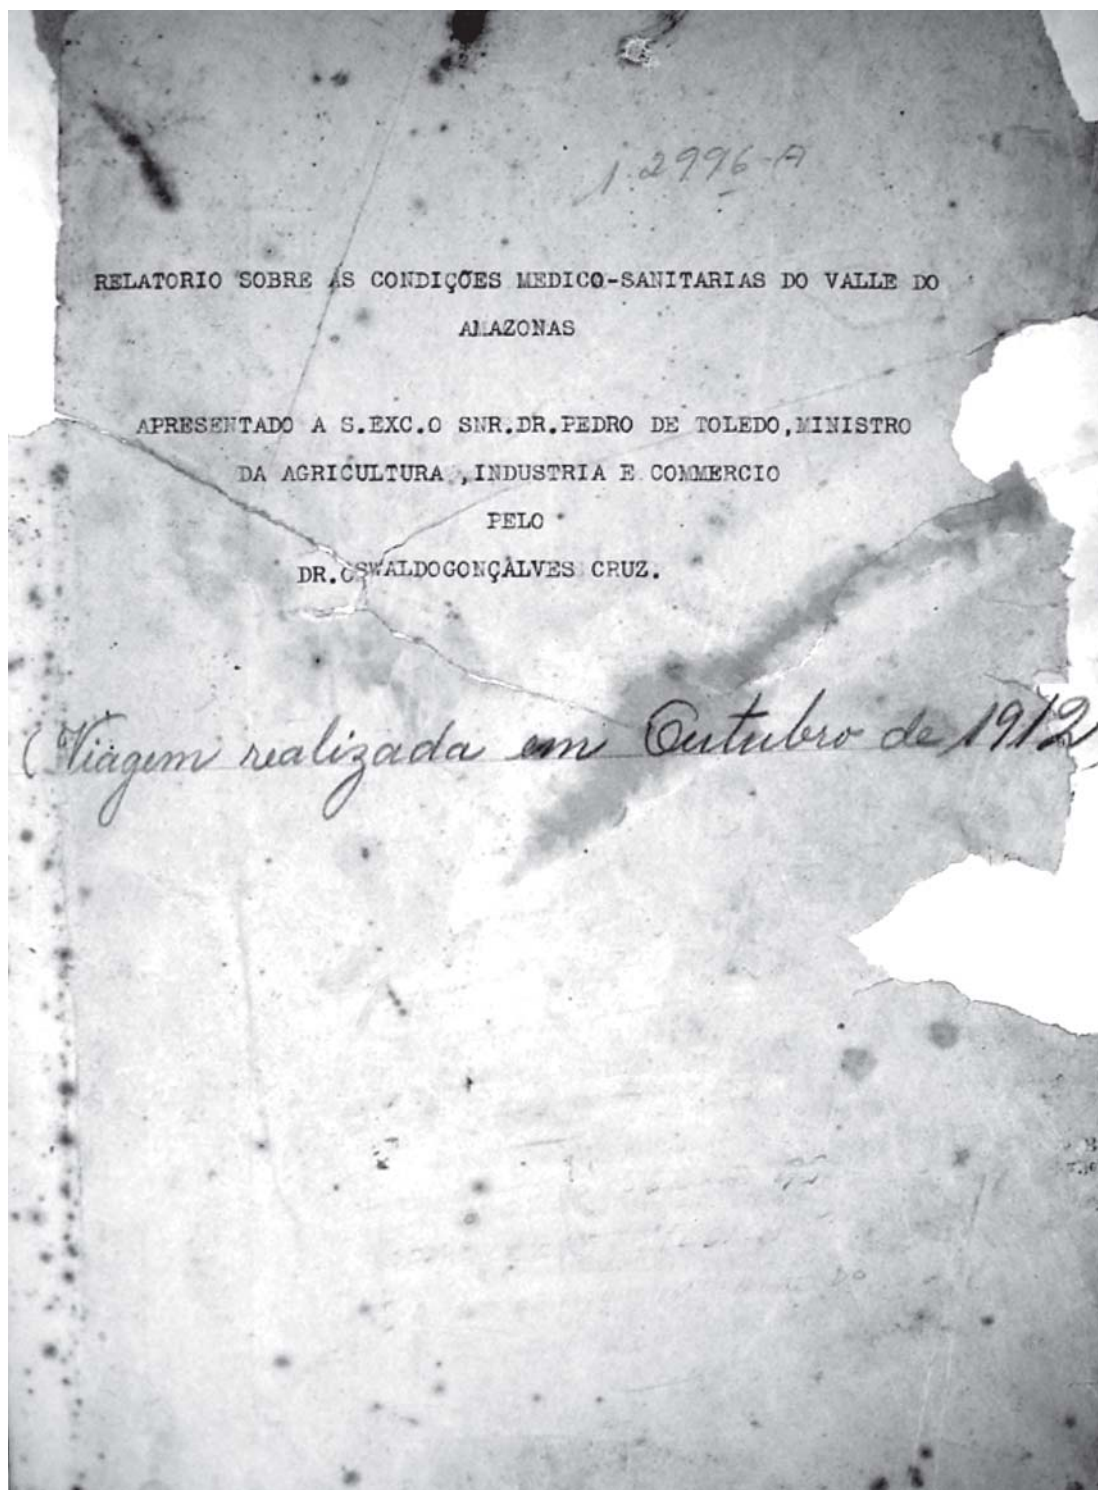 1.2996-A
RELATORIO SOBRE AS CONDIÇÕES MEDICO-SANITARIAS DO VALLE DO
AMAZONAS
APRESENTADO A S.EXC.O SNR.DR.PEDRO DE TOLEDO,MINISTRO
DA AGRICULTURA ,INDUSTRIA E COMMERCIO
PELO
DR.OSWALDOGONÇALVES CRUZ.
(Viagem realizada em Outubro de 1912)